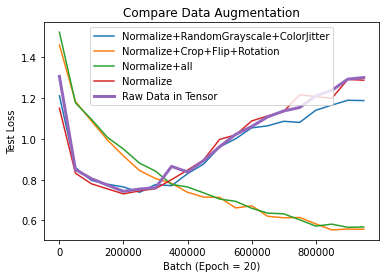 Compare Data Augmentation
Normalize+RandomGrayscale+ColorJitter
Normalize+Crop+Flip+Rotation
Normalize+all
Normalize
Raw Data in Tensor
Test Loss
1.4
1.2
1.0
0.8
0.6
0 200000 400000 600000 800000
Batch (Epoch = 20)